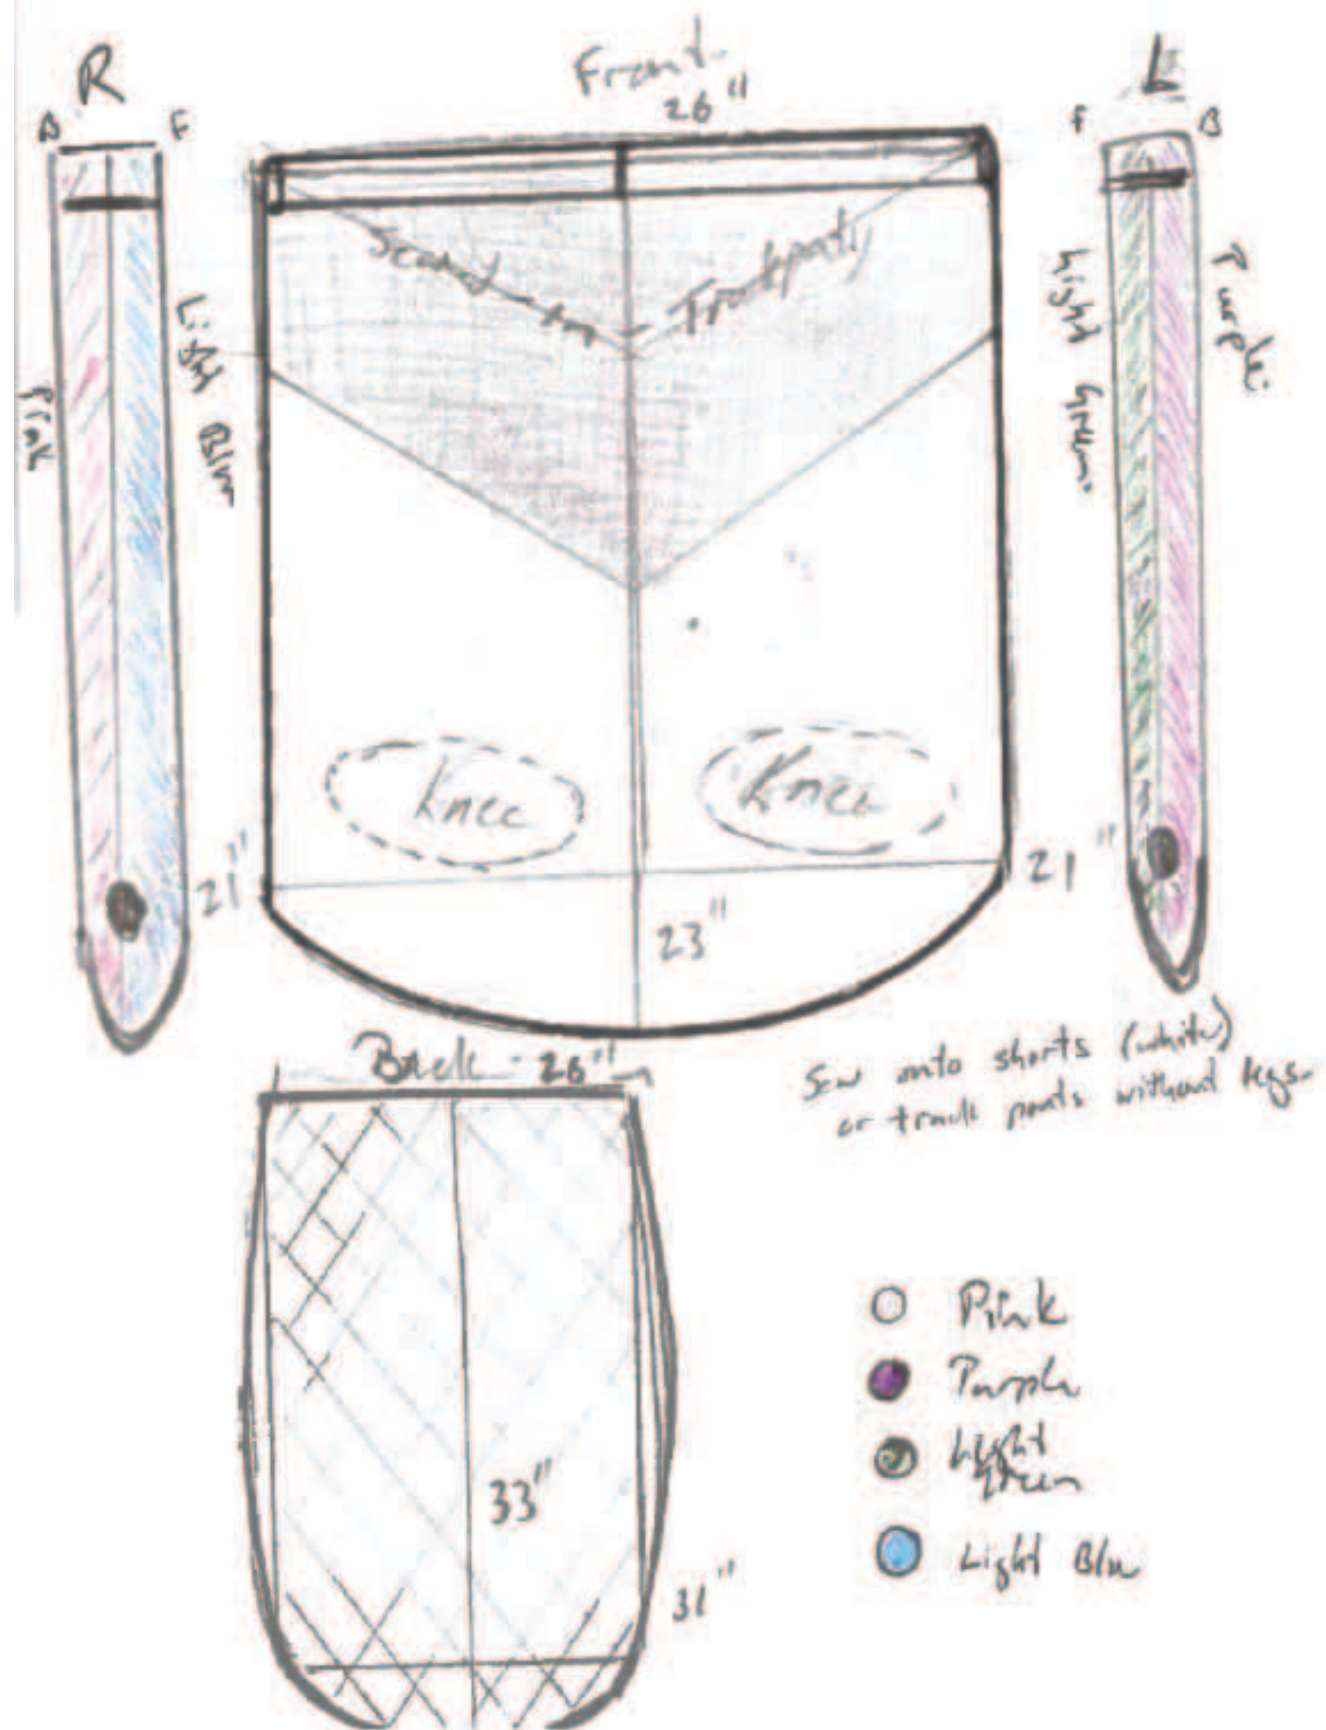 R
B F
Front
26"
L
F B
Trackpants
Pink
Light Blue
Light Green
Purple
Knee
Knee
21"
23"
21"
Back - 26"
Sew onto shorts (white)
or track pants without legs.
33"
31"
Pink
Purple
Light
Green
Light Blue